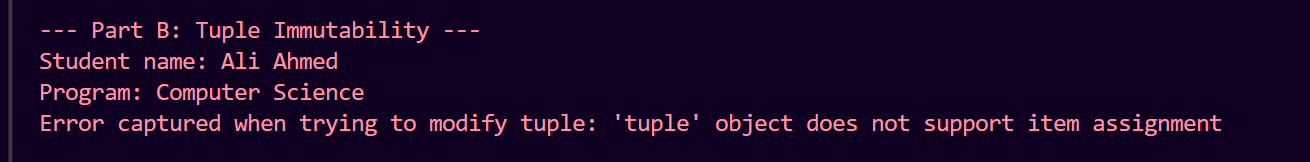 --- Part B: Tuple Immutability ---
Student name: Ali Ahmed
Program: Computer Science
Error captured when trying to modify tuple: 'tuple' object does not support item assignment